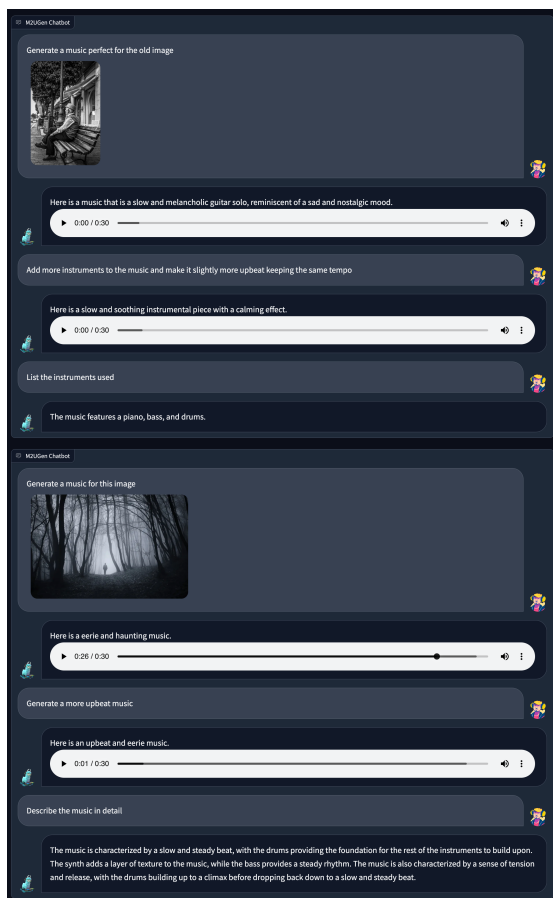 M2UGen Chatbot
Generate a music perfect for the old image
Here is a music that is a slow and melancholic guitar solo, reminiscent of a sad and nostalgic mood.
0:00 / 0:30
Add more instruments to the music and make it slightly more upbeat keeping the same tempo
Here is a slow and soothing instrumental piece with a calming effect.
0:00 / 0:30
List the instruments used
The music features a piano, bass, and drums.
M2UGen Chatbot
Generate a music for this image
Here is a eerie and haunting music.
0:26 / 0:30
Generate a more upbeat music
Here is an upbeat and eerie music.
0:01 / 0:30
Describe the music in detail
The music is characterized by a slow and steady beat, with the drums providing the foundation for the rest of the instruments to build upon.
The synth adds a layer of texture to the music, while the bass provides a steady rhythm. The music is also characterized by a sense of tension
and release, with the drums building up to a climax before dropping back down to a slow and steady beat.